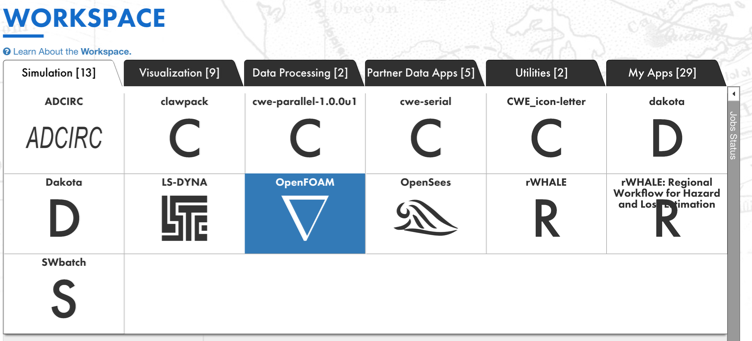 Oregon
WORKSPACE
Learn About the Workspace.
Simulation [13]
Visualization [9]
Data Processing [2]
Partner Data Apps [5]
Utilities [2]
My Apps [29]
ADCIRC
clawpack
cwe-parallel-1.0.0u1
cwe-serial
CWE_icon-letter
dakota
ADCIRC
C
C
C
C
D
Jobs Status
Dakota
LS-DYNA
OpenFOAM
OpenSees
rWHALE
rWHALE: Regional
Workflow for Hazard
and Loss Estimation
D
R
R
SWbatch
S